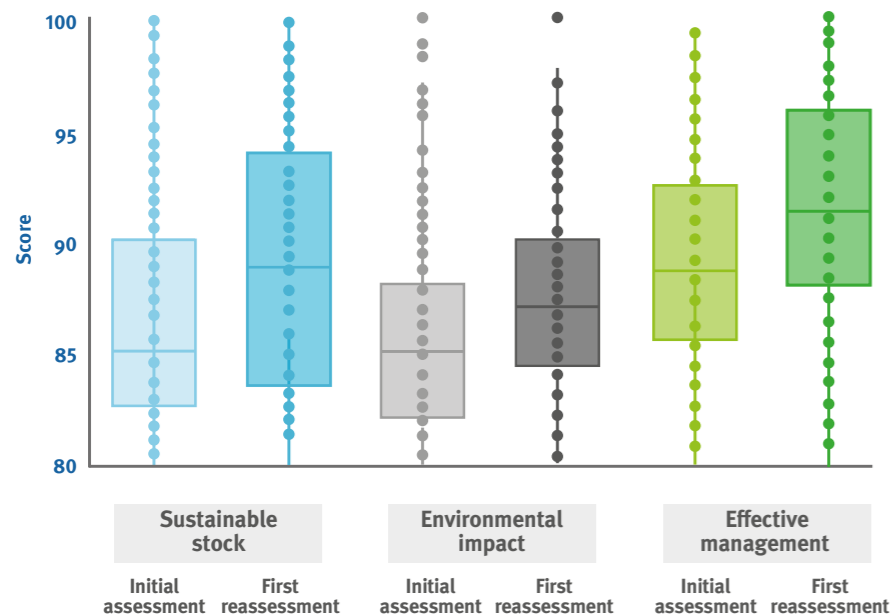 100
95
90
85
80
Score
Sustainable
stock
Environmental
impact
Effective
management
Initial
assessment
First
reassessment
Initial
assessment
First
reassessment
Initial
assessment
First
reassessment